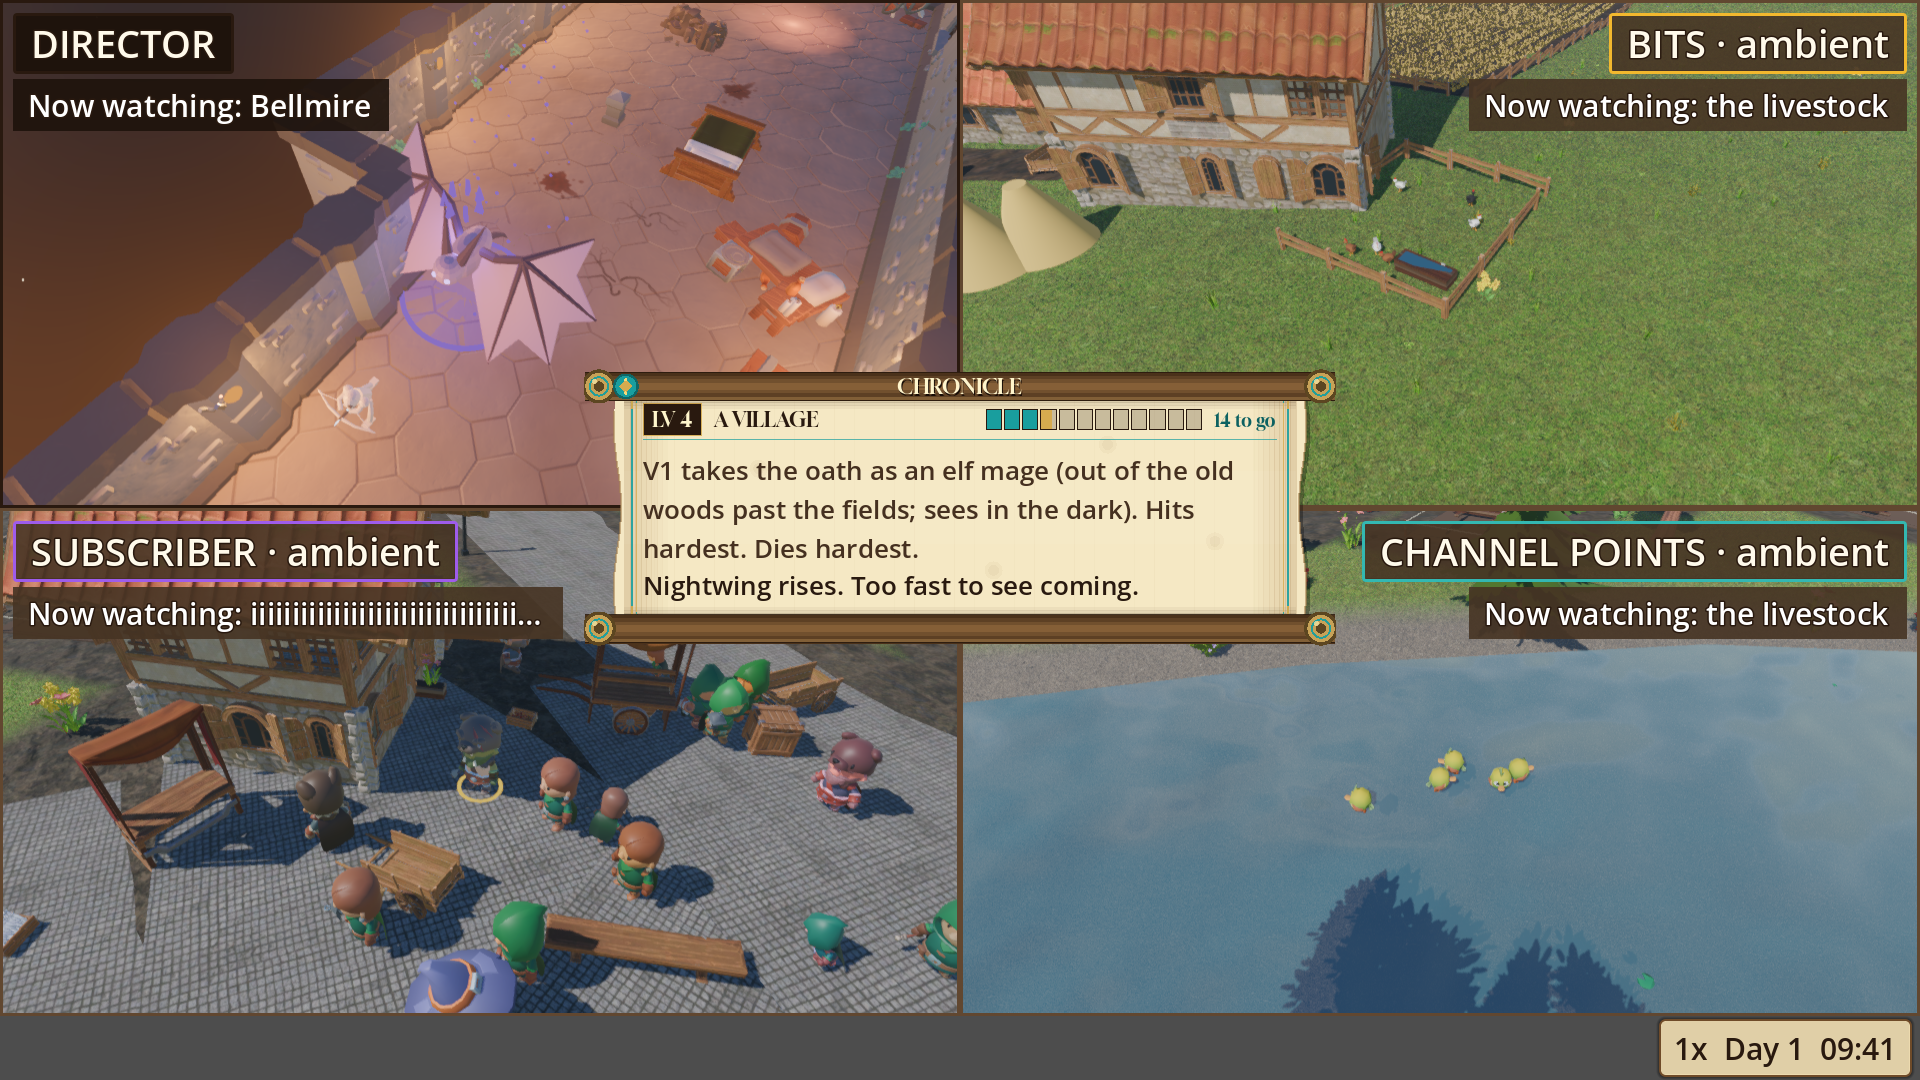 DIRECTOR
Now watching: Bellmire
BITS · ambient
Now watching: the livestock
CHRONICLE
LV 4 A VILLAGE 14 to go
V1 takes the oath as an elf mage (out of the old
woods past the fields; sees in the dark). Hits
hardest. Dies hardest.
Nightwing rises. Too fast to see coming.
SUBSCRIBER · ambient
Now watching: iiiiiiiiiiiiiiiiiiiiiiiiiiiiiiii...
CHANNEL POINTS · ambient
Now watching: the livestock
1x Day 1 09:41